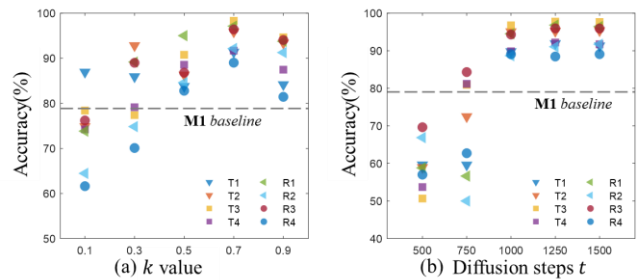 100
90
80
70
60
50
Accuracy(%)
M1 baseline
T1 R1
T2 R2
T3 R3
T4 R4
0.1 0.3 0.5 0.7 0.9
(a) k value
100
90
80
70
60
50
40
Accuracy(%)
M1 baseline
T1 R1
T2 R2
T3 R3
T4 R4
500 750 1000 1250 1500
(b) Diffusion steps t